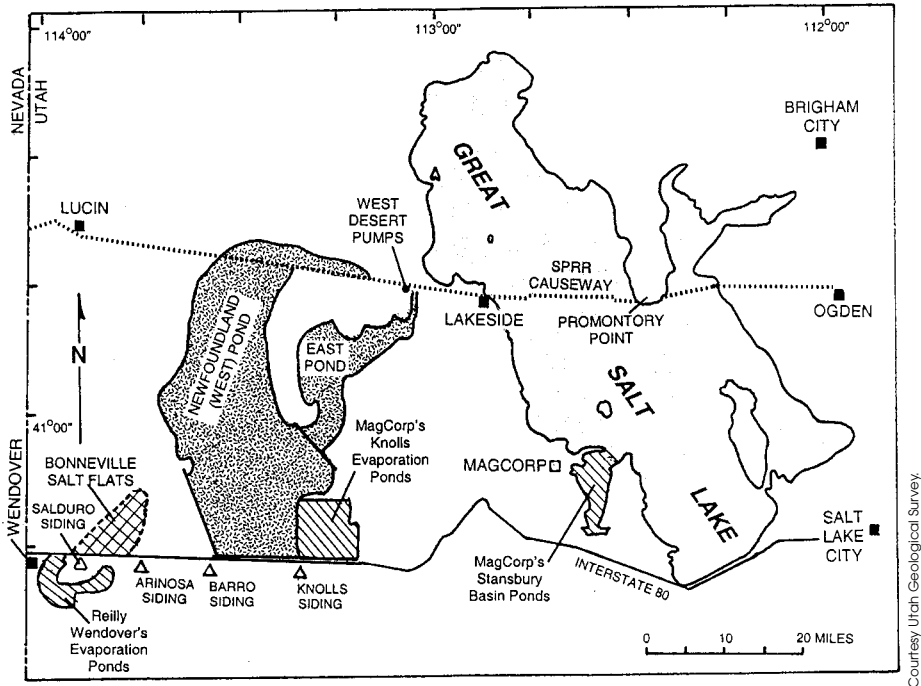 114°00"
113°00"
112°00"
NEVADA
UTAH
BRIGHAM
CITY
GREAT
LUCIN
WEST
DESERT
PUMPS
SPRR
CAUSEWAY
LAKESIDE
PROMONTORY
POINT
OGDEN
N
NEWFOUNDLAND
(WEST) POND
EAST
POND
SALT
41°00"
MagCorp's
Knolls
Evaporation
Ponds
WENDOVER
BONNEVILLE
SALT FLATS
MAGCORP
SALDURO
SIDING
LAKE
SALT
LAKE
CITY
MagCorp's
Stansbury
Basin Ponds
INTERSTATE 80
ARINOSA
SIDING
BARRO
SIDING
KNOLLS
SIDING
Reilly
Wendover's
Evaporation
Ponds
0 10 20 MILES
Courtesy Utah Geological Survey.